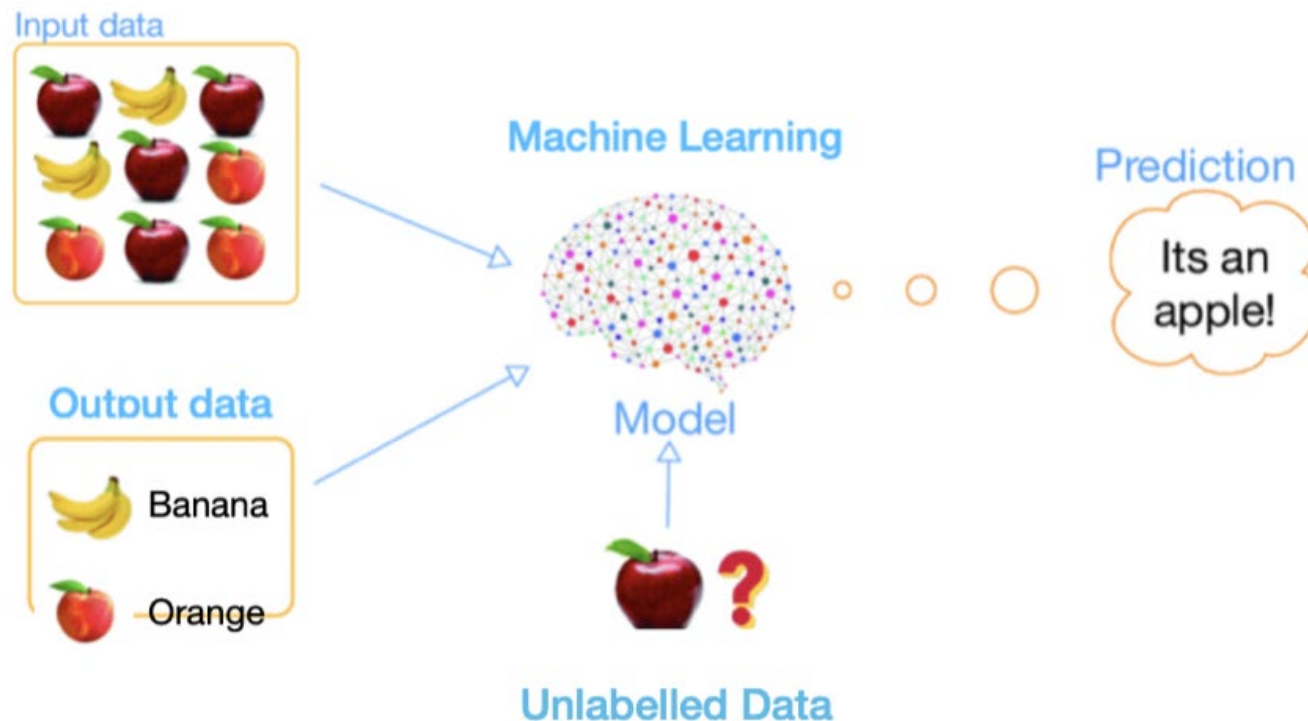 Input data
Machine Learning
Prediction
Its an
apple!
Output data
Model
Banana
Orange
?
Unlabelled Data